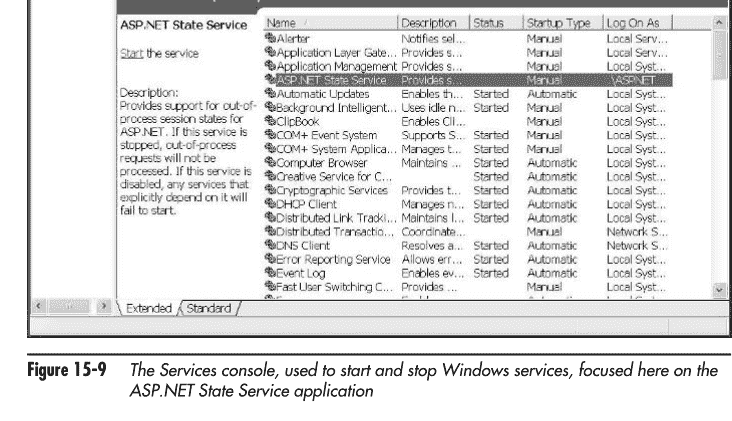 ASP.NET State Service
Start the service
Description:
Provides support for out-of-
process session states for
ASP.NET. If this service is
stopped, out-of-process
requests will not be
processed. If this service is
disabled, any services that
explicitly depend on it will
fail to start.
Name Description Status Startup Type Log On As
Alerter Notifies sel... Manual Local Serv...
Application Layer Gate... Provides s... Manual Local Serv...
Application Management Provides s... Manual Local Syst...
ASP.NET State Service Provides s... Manual .\ASPNET
Automatic Updates Enables th... Started Automatic Local Syst...
Background Intelligent... Uses idle n... Started Manual Local Syst...
ClipBook Enables Cli... Manual Local Syst...
COM+ Event System Supports S... Started Manual Local Syst...
COM+ System Applica... Manages t... Started Manual Local Syst...
Computer Browser Maintains ... Started Automatic Local Syst...
Creative Service for C... Started Automatic Local Syst...
Cryptographic Services Provides t... Started Automatic Local Syst...
DHCP Client Manages n... Started Automatic Local Syst...
Distributed Link Tracki... Maintains l... Started Automatic Local Syst...
Distributed Transactio... Coordinate... Manual Network S...
DNS Client Resolves a... Started Automatic Network S...
Error Reporting Service Allows err... Started Automatic Local Syst...
Event Log Enables ev... Started Automatic Local Syst...
Fast User Switching C... Provides ... Manual Local Syst...
Extended Standard
Figure 15-9 The Services console, used to start and stop Windows services, focused here on the
ASP.NET State Service application